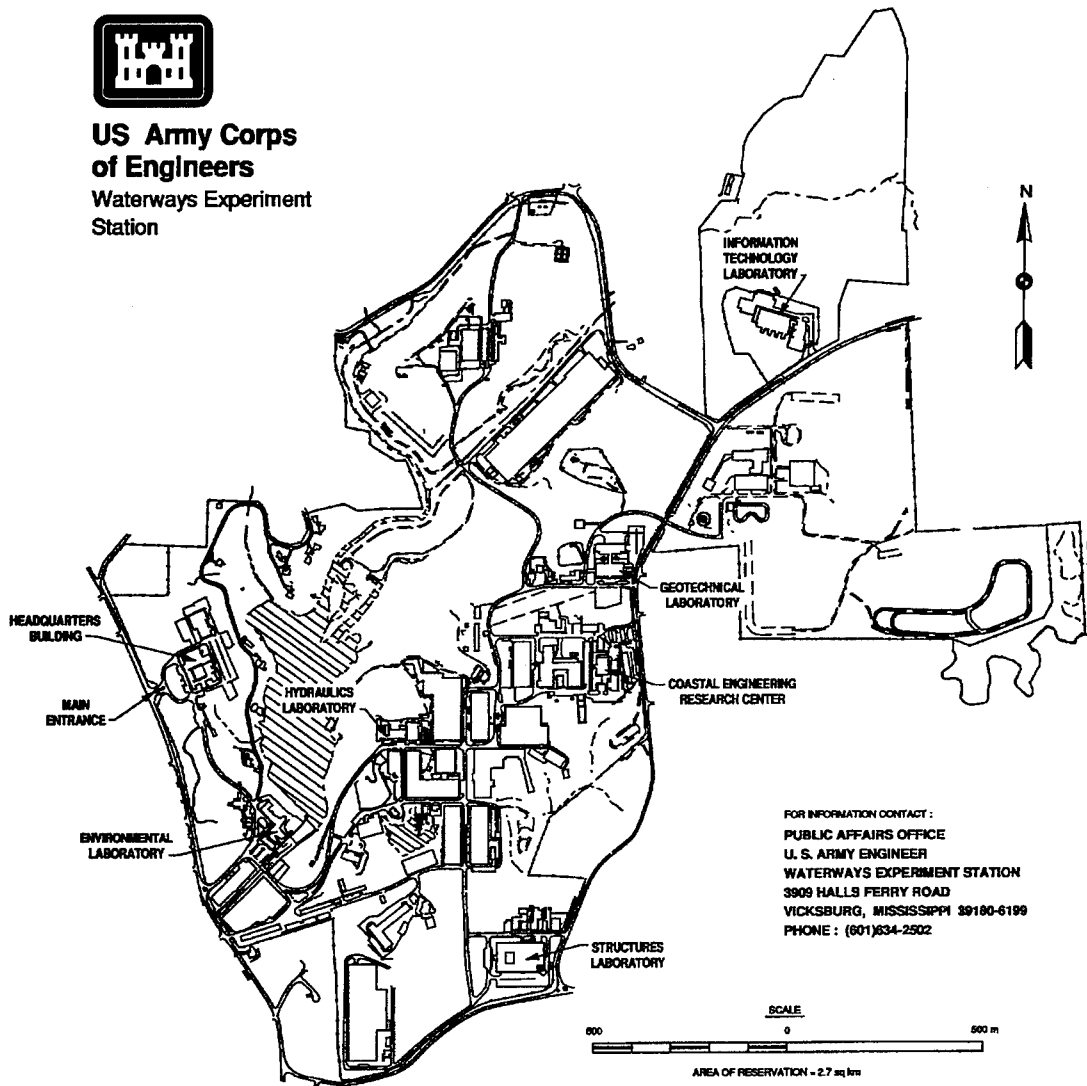 US Army Corps
of Engineers
Waterways Experiment
Station
N
INFORMATION
TECHNOLOGY
LABORATORY
GEOTECHNICAL
LABORATORY
HEADQUARTERS
BUILDING
MAIN
ENTRANCE
HYDRAULICS
LABORATORY
COASTAL ENGINEERING
RESEARCH CENTER
ENVIRONMENTAL
LABORATORY
STRUCTURES
LABORATORY
FOR INFORMATION CONTACT :
PUBLIC AFFAIRS OFFICE
U. S. ARMY ENGINEER
WATERWAYS EXPERIMENT STATION
3909 HALLS FERRY ROAD
VICKSBURG, MISSISSIPPI 39180-6199
PHONE : (601)634-2502
SCALE
500 0 500 m
AREA OF RESERVATION = 2.7 sq km